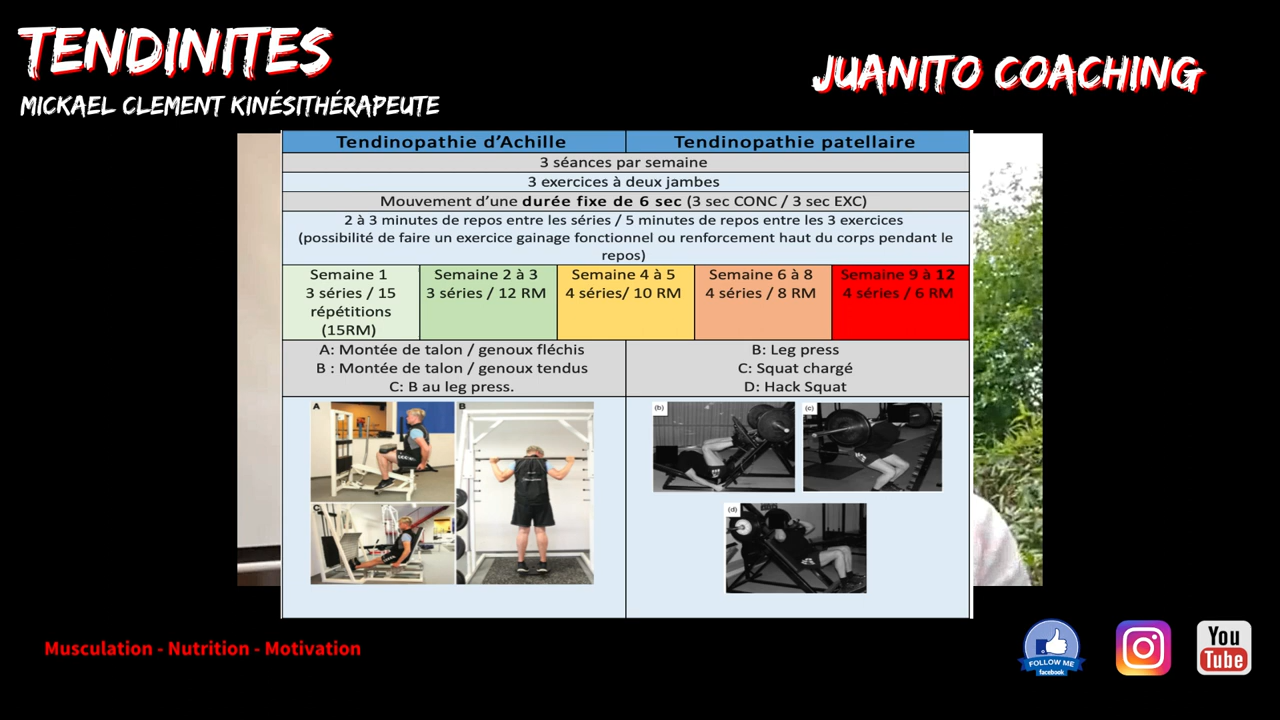 TENDINITES
MICKAEL CLEMENT KINÉSITHÉRAPEUTE
JUANITO COACHING
Tendinopathie d'Achille
Tendinopathie patellaire
3 séances par semaine
3 exercices à deux jambes
Mouvement d'une durée fixe de 6 sec (3 sec CONC / 3 sec EXC)
2 à 3 minutes de repos entre les séries / 5 minutes de repos entre les 3 exercices
(possibilité de faire un exercice gainage fonctionnel ou renforcement haut du corps pendant le
repos)
Semaine 1
3 séries / 15
répétitions
(15RM)
Semaine 2 à 3
3 séries / 12 RM
Semaine 4 à 5
4 séries/ 10 RM
Semaine 6 à 8
4 séries / 8 RM
Semaine 9 à 12
4 séries / 6 RM
A: Montée de talon / genoux fléchis
B : Montée de talon / genoux tendus
C: B au leg press.
B: Leg press
C: Squat chargé
D: Hack Squat
A
B
C
(b)
(c)
(d)
Musculation - Nutrition - Motivation
FOLLOW ME
facebook
You
Tube